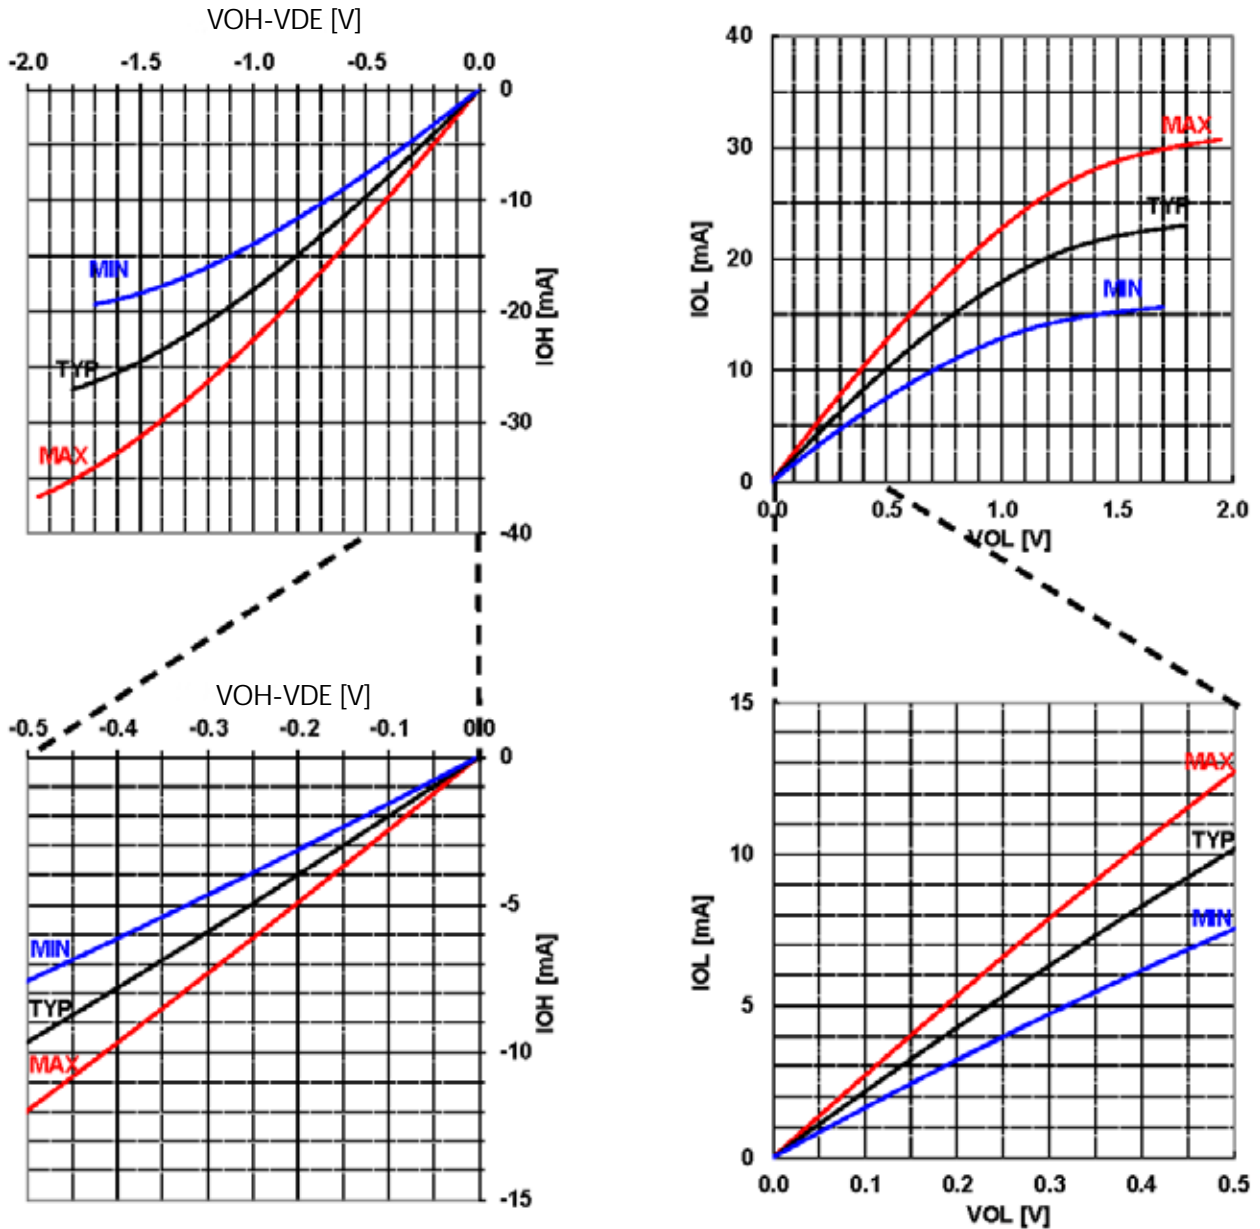 VOH-VDE [V]
-2.0 -1.5 -1.0 -0.5 0.0
0
-10
-20
-30
-40
IOH [mA]
MIN
TYP
MAX
40
30
20
10
0
IOL [mA]
MAX
TYP
MIN
0.0 0.5 1.0 1.5 2.0
VOL [V]
VOH-VDE [V]
-0.5 -0.4 -0.3 -0.2 -0.1 0.0
0
-5
-10
-15
IOH [mA]
MIN
TYP
MAX
15
10
5
0
IOL [mA]
MAX
TYP
MIN
0.0 0.1 0.2 0.3 0.4 0.5
VOL [V]